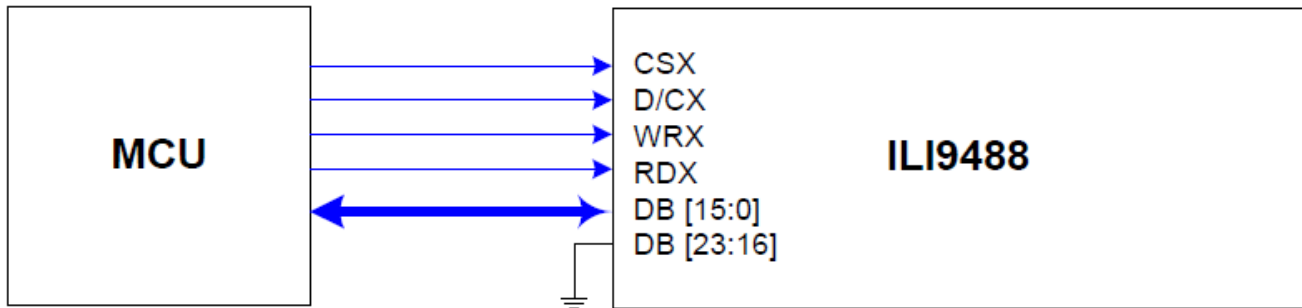 CSX
D/CX
WRX
MCU
ILI9488
RDX
DB [15:0]
DB [23:16]